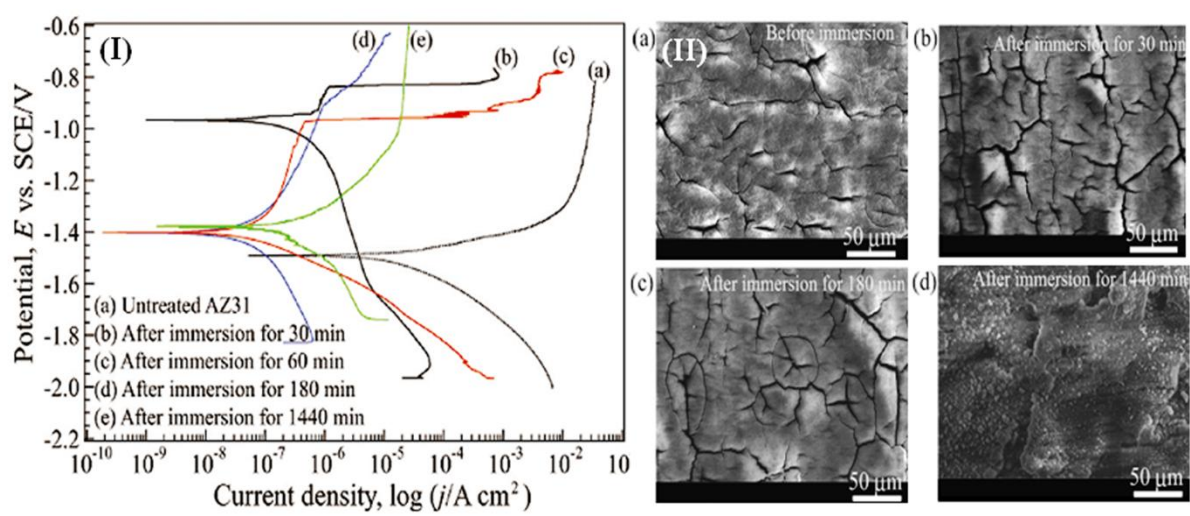 (I)
-0.6
-0.8
-1.0
-1.2
-1.4
-1.6
-1.8
-2.0
-2.2
Potential, E vs. SCE/V
(d)
(e)
(b)
(c)
(a)
(a) Untreated AZ31
(b) After immersion for 30 min
(c) After immersion for 60 min
(d) After immersion for 180 min
(e) After immersion for 1440 min
10⁻¹⁰ 10⁻⁹ 10⁻⁸ 10⁻⁷ 10⁻⁶ 10⁻⁵ 10⁻⁴ 10⁻³ 10⁻² 10⁻¹ 10
Current density, log (j/A cm²)
(a)
(II)
Before immersion
50 µm
(b)
After immersion for 30 min
50 µm
(c)
After immersion for 180 min
50 µm
(d)
After immersion for 1440 min
50 µm